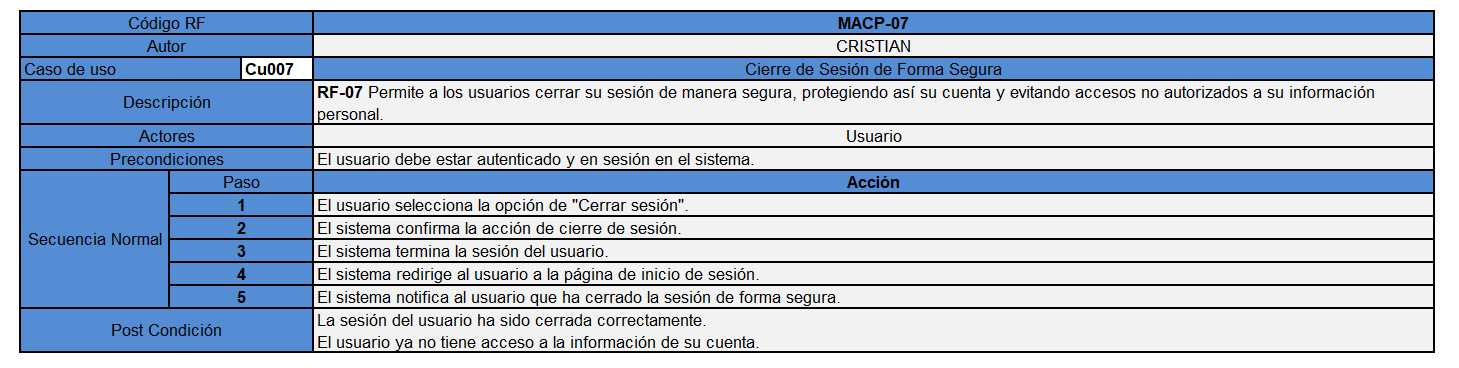 Código RF MACP-07
Autor CRISTIAN
Caso de uso Cu007 Cierre de Sesión de Forma Segura
Descripción RF-07 Permite a los usuarios cerrar su sesión de manera segura, protegiendo así su cuenta y evitando accesos no autorizados a su información
personal.
Actores Usuario
Precondiciones El usuario debe estar autenticado y en sesión en el sistema.
Secuencia Normal Paso Acción
1 El usuario selecciona la opción de "Cerrar sesión".
2 El sistema confirma la acción de cierre de sesión.
3 El sistema termina la sesión del usuario.
4 El sistema redirige al usuario a la página de inicio de sesión.
5 El sistema notifica al usuario que ha cerrado la sesión de forma segura.
Post Condición La sesión del usuario ha sido cerrada correctamente.
El usuario ya no tiene acceso a la información de su cuenta.